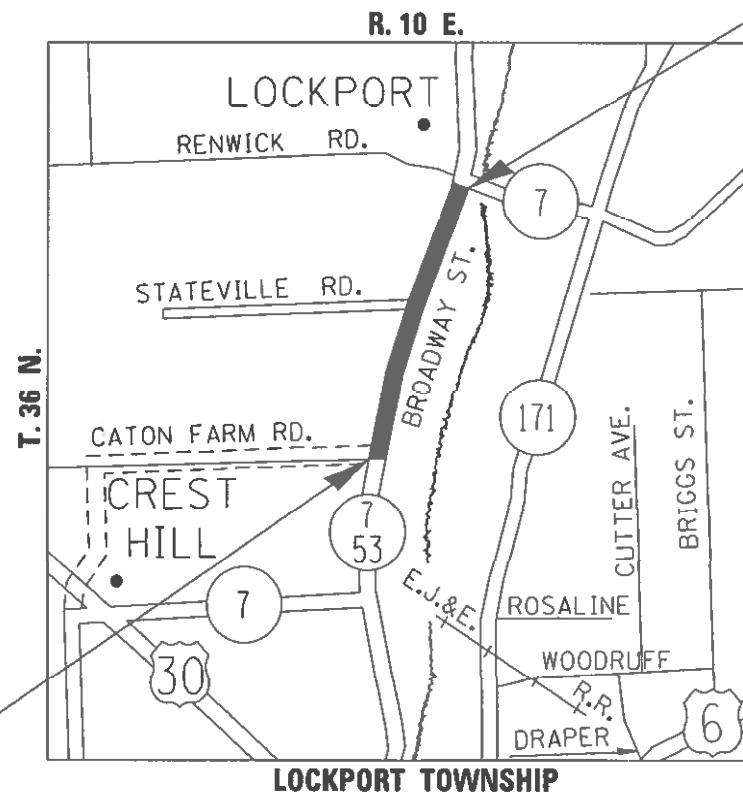 R. 10 E.
LOCKPORT
RENWICK RD.
7
STATEVILLE RD.
BROADWAY ST.
T. 36 N.
171
CATON FARM RD.
CUTTER AVE.
BRIGGS ST.
CREST
HILL
7
53
E.J.&E.
R.R.
7
ROSALINE
WOODRUFF
30
6
DRAPER
LOCKPORT TOWNSHIP